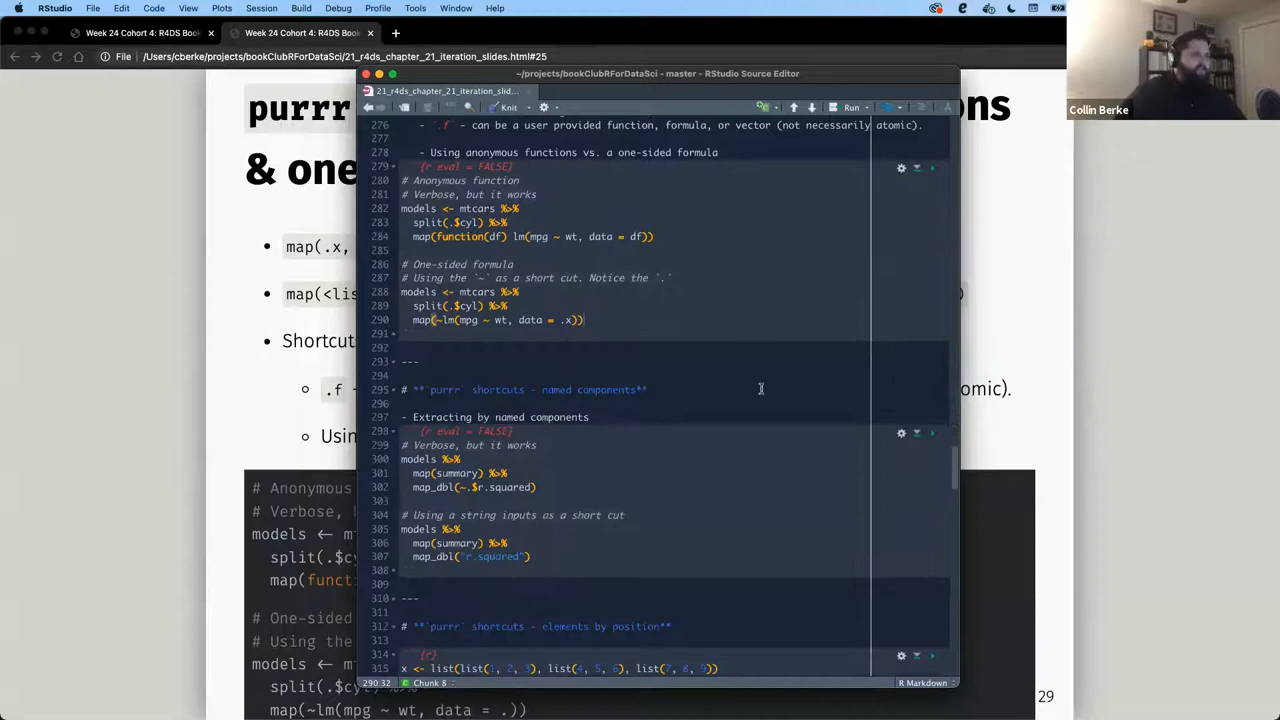 RStudio File Edit Code View Plots Session Build Debug Profile Tools Window Help
Week 24 Cohort 4: R4DS Book
Week 24 Cohort 4: R4DS Book
File /Users/cberke/projects/bookClubRForDataSci/21_r4ds_chapter_21_iteration_slides.html#25
Collin Berke
purrr
ons
& one
map(.x,
map(<lis
)
Shortcuts
.f -
omic).
Usin
# Anonymous
# Verbose, b
models <- mt
split(.$cy
map(funct
# One-sided
# Using the
models <- mt
split(.$cyl
map(~lm(mpg ~ wt, data = .))
29
~/projects/bookClubRForDataSci - master - RStudio Source Editor
21_r4ds_chapter_21_iteration_slid...
Knit Run
276 - `.f` - can be a user provided function, formula, or vector (not necessarily atomic).
277
278 - Using anonymous functions vs. a one-sided formula
279 {r eval = FALSE}
280 # Anonymous function
281 # Verbose, but it works
282 models <- mtcars %>%
283 split(.$cyl) %>%
284 map(function(df) lm(mpg ~ wt, data = df))
285
286 # One-sided formula
287 # Using the `~` as a short cut. Notice the `.`
288 models <- mtcars %>%
289 split(.$cyl) %>%
290 map(~lm(mpg ~ wt, data = .x))
291
292
293 ---
294
295 # **`purrr` shortcuts - named components**
296
297 - Extracting by named components
298 {r eval = FALSE}
299 # Verbose, but it works
300 models %>%
301 map(summary) %>%
302 map_dbl(~.$r.squared)
303
304 # Using a string inputs as a short cut
305 models %>%
306 map(summary) %>%
307 map_dbl("r.squared")
308
309
310 ---
311
312 # **`purrr` shortcuts - elements by position**
313
314 {r}
315 x <- list(list(1, 2, 3), list(4, 5, 6), list(7, 8, 9))
290:32 Chunk 8 R Markdown